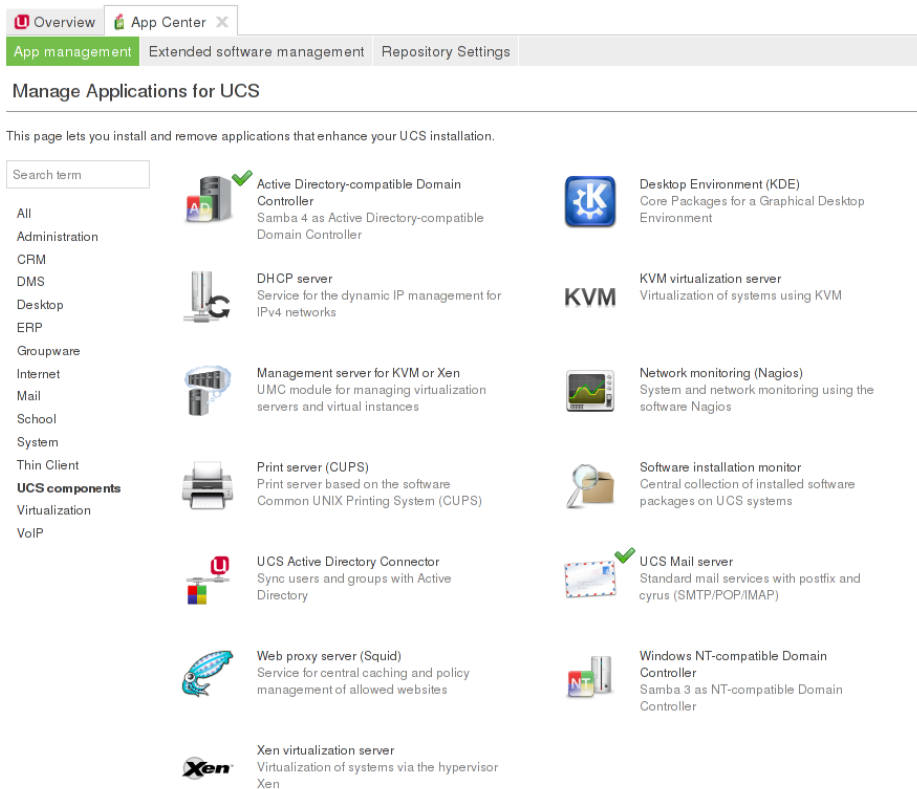 Overview
App Center
App management
Extended software management
Repository Settings
Manage Applications for UCS
This page lets you install and remove applications that enhance your UCS installation.
Search term
All
Administration
CRM
DMS
Desktop
ERP
Groupware
Internet
Mail
School
System
Thin Client
UCS components
Virtualization
VoIP
AD
Active Directory-compatible Domain
Controller
Samba 4 as Active Directory-compatible
Domain Controller
Desktop Environment (KDE)
Core Packages for a Graphical Desktop
Environment
DHCP server
Service for the dynamic IP management for
IPv4 networks
KVM
KVM virtualization server
Virtualization of systems using KVM
Management server for KVM or Xen
UMC module for managing virtualization
servers and virtual instances
Network monitoring (Nagios)
System and network monitoring using the
software Nagios
Print server (CUPS)
Print server based on the software
Common UNIX Printing System (CUPS)
Software installation monitor
Central collection of installed software
packages on UCS systems
UCS Active Directory Connector
Sync users and groups with Active
Directory
UCS Mail server
Standard mail services with postfix and
cyrus (SMTP/POP/IMAP)
Web proxy server (Squid)
Service for central caching and policy
management of allowed websites
NT
Windows NT-compatible Domain
Controller
Samba 3 as NT-compatible Domain
Controller
Xen
Xen virtualization server
Virtualization of systems via the hypervisor
Xen